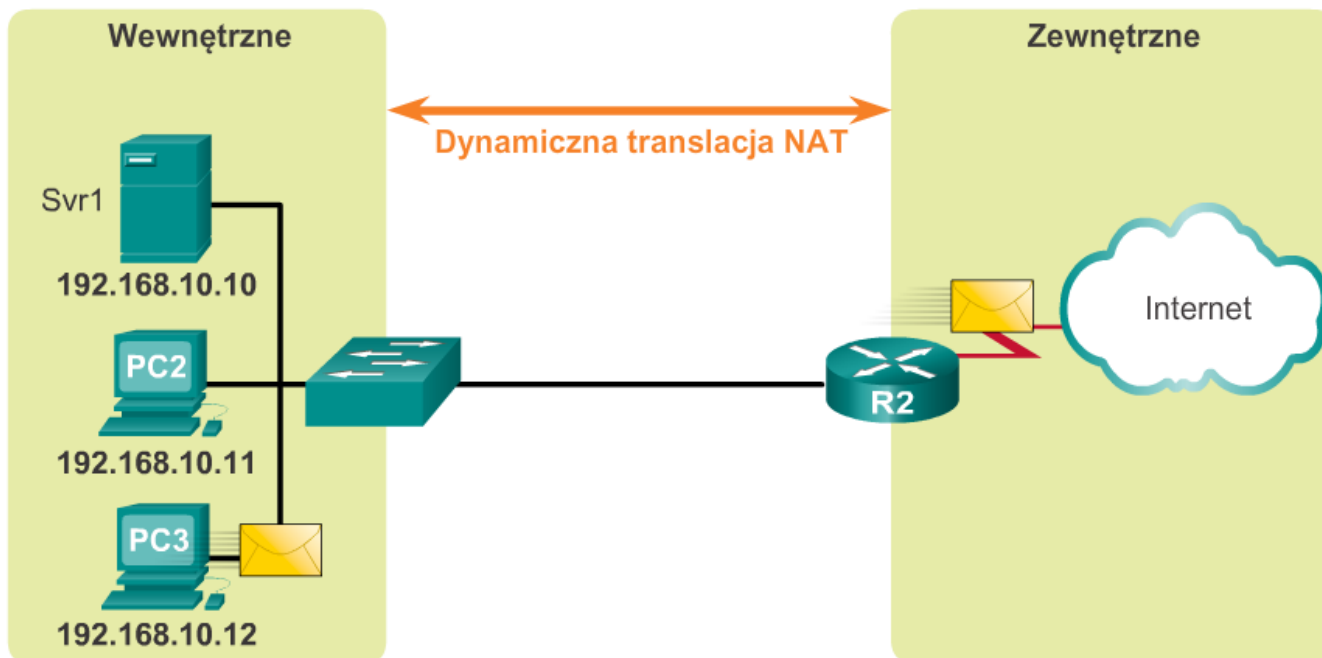 Wewnętrzne
Zewnętrzne
Dynamiczna translacja NAT
Svr1
192.168.10.10
PC2
192.168.10.11
PC3
192.168.10.12
R2
Internet